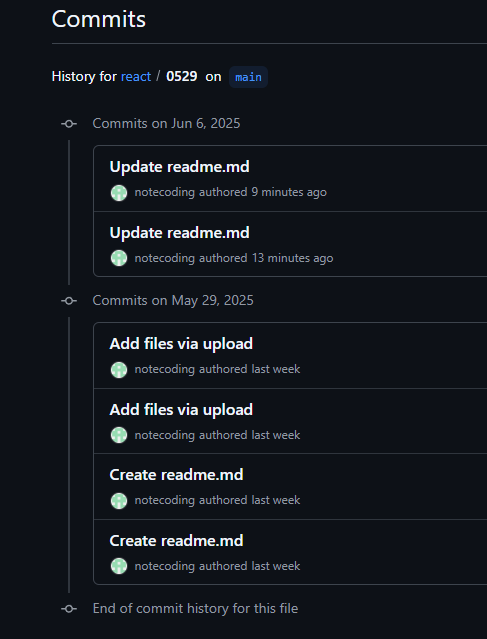 Commits
History for react / 0529 on main
Commits on Jun 6, 2025
Update readme.md
notecoding authored 9 minutes ago
Update readme.md
notecoding authored 13 minutes ago
Commits on May 29, 2025
Add files via upload
notecoding authored last week
Add files via upload
notecoding authored last week
Create readme.md
notecoding authored last week
Create readme.md
notecoding authored last week
End of commit history for this file